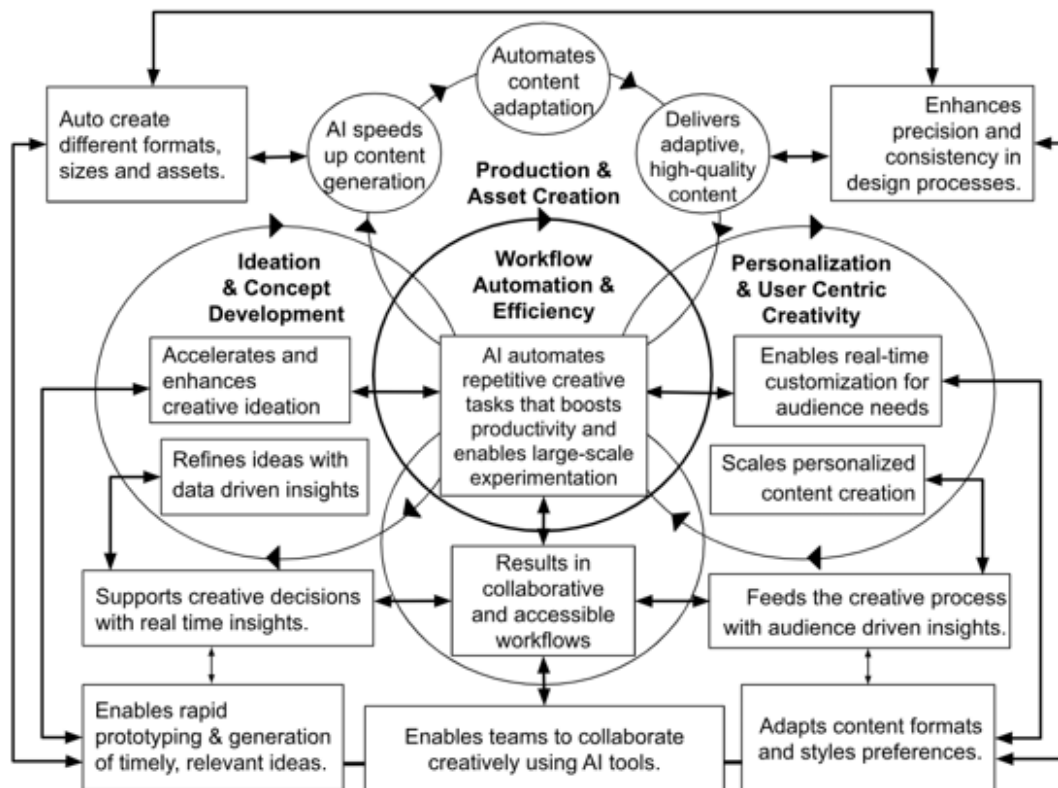 Automates
content
adaptation
Auto create
different formats,
sizes and assets.
AI speeds
up content
generation
Delivers
adaptive,
high-quality
content
Enhances
precision and
consistency in
design processes.
Production &
Asset Creation
Ideation
& Concept
Development
Workflow
Automation &
Efficiency
Personalization
& User Centric
Creativity
Accelerates and
enhances
creative ideation
AI automates
repetitive creative
tasks that boosts
productivity and
enables large-scale
experimentation
Enables real-time
customization for
audience needs
Refines ideas with
data driven insights
Scales personalized
content creation
Supports creative decisions
with real time insights.
Results in
collaborative
and accessible
workflows
Feeds the creative process
with audience driven insights.
Enables rapid
prototyping & generation
of timely, relevant ideas.
Enables teams to collaborate
creatively using AI tools.
Adapts content formats
and styles preferences.